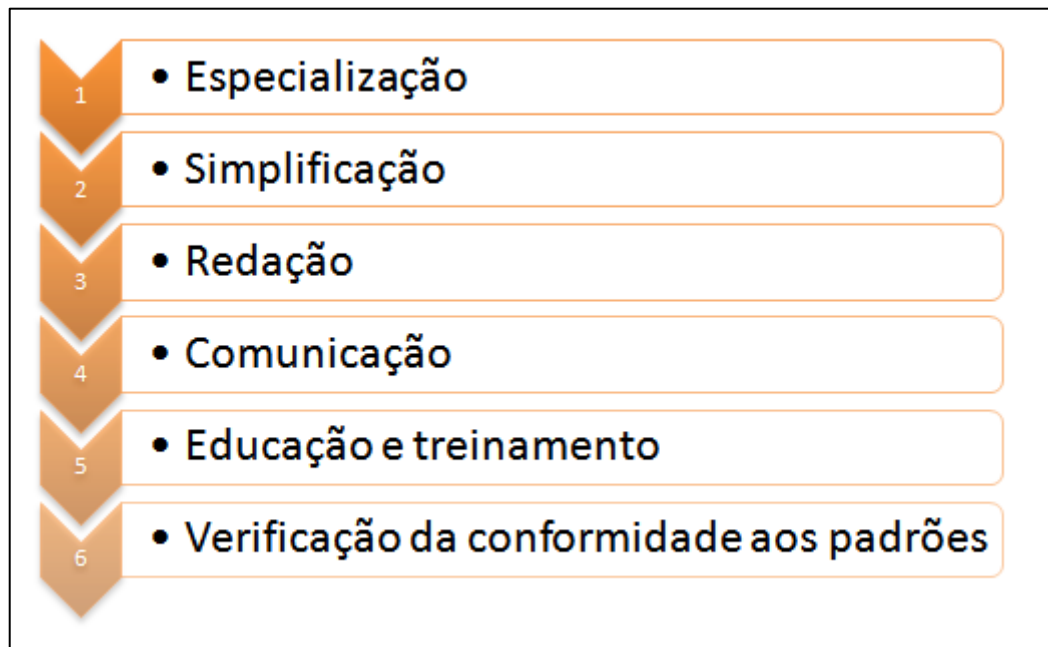 1 • Especialização
2 • Simplificação
3 • Redação
4 • Comunicação
5 • Educação e treinamento
6 • Verificação da conformidade aos padrões